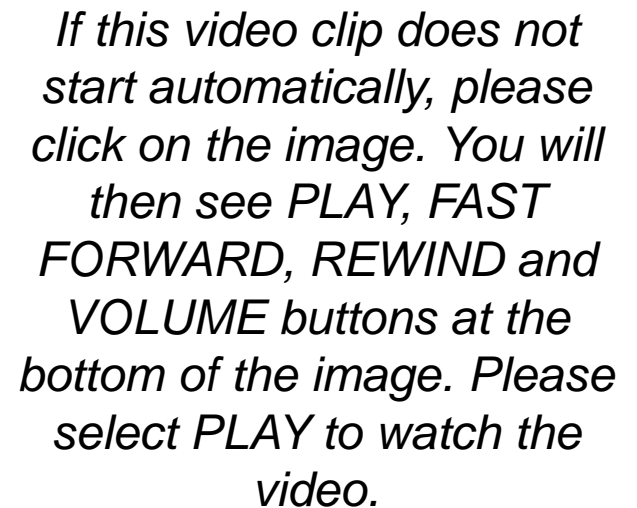 If this video clip does not
start automatically, please
click on the image. You will
then see PLAY, FAST
FORWARD, REWIND and
VOLUME buttons at the
bottom of the image. Please
select PLAY to watch the
video.